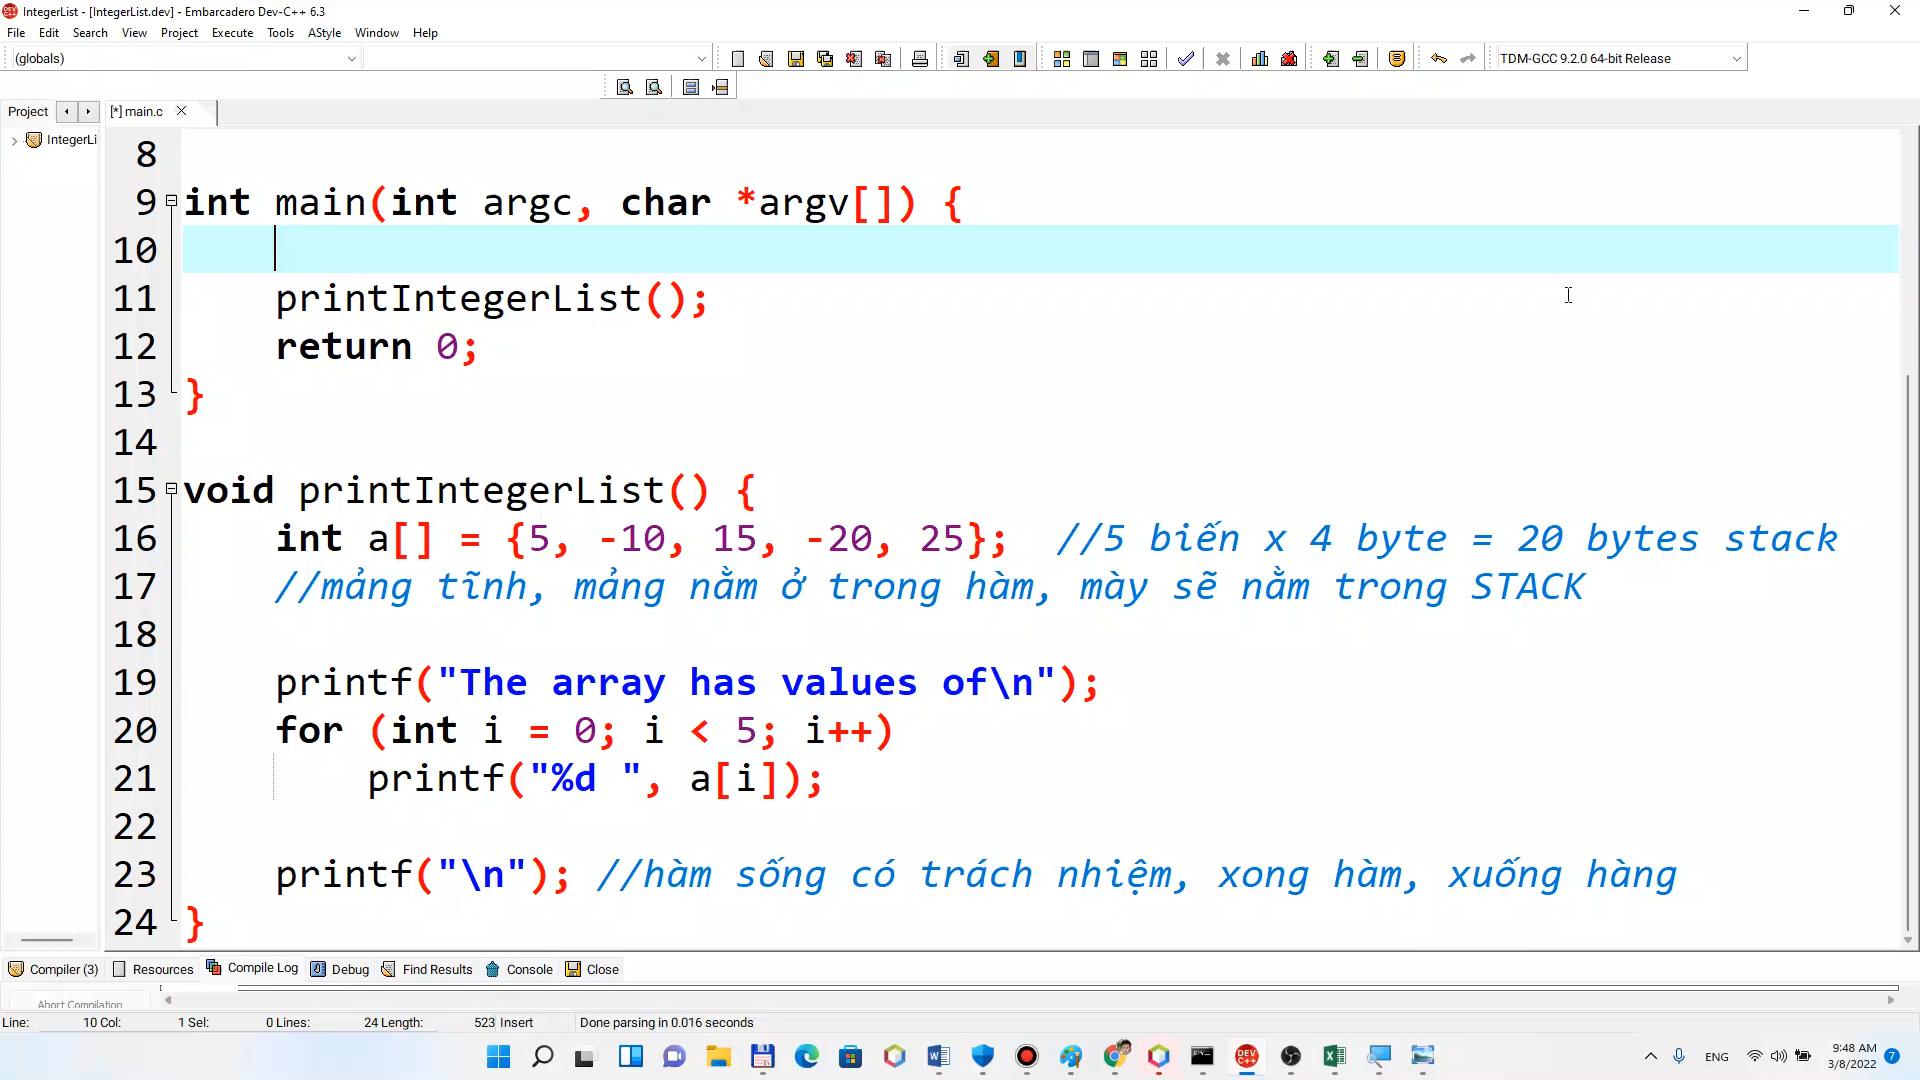 IntegerList - [IntegerList.dev] - Embarcadero Dev-C++ 6.3
File Edit Search View Project Execute Tools AStyle Window Help
(globals)
TDM-GCC 9.2.0 64-bit Release
Project
[*] main.c
IntegerLi
8
9 int main(int argc, char *argv[]) {
10
11 printIntegerList();
12 return 0;
13 }
14
15 void printIntegerList() {
16 int a[] = {5, -10, 15, -20, 25}; //5 biến x 4 byte = 20 bytes stack
17 //mảng tĩnh, mảng nằm ở trong hàm, mày sẽ nằm trong STACK
18
19 printf("The array has values of\n");
20 for (int i = 0; i < 5; i++)
21 printf("%d ", a[i]);
22
23 printf("\n"); //hàm sống có trách nhiệm, xong hàm, xuống hàng
24 }
Compiler (3) Resources Compile Log Debug Find Results Console Close
Abort Compilation
Line: 10 Col: 1 Sel: 0 Lines: 24 Length: 523 Insert Done parsing in 0.016 seconds
DEV C++
ENG
9:48 AM
3/8/2022
7